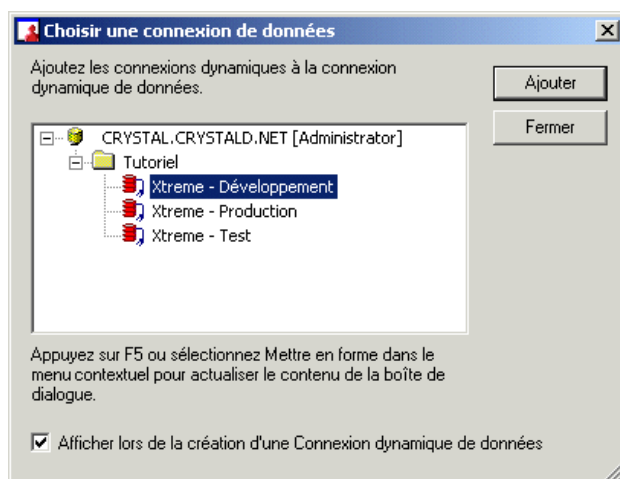 Choisir une connexion de données
Ajoutez les connexions dynamiques à la connexion
dynamique de données.
Ajouter
Fermer
CRYSTAL.CRYSTALD.NET [Administrator]
Tutoriel
Xtreme - Développement
Xtreme - Production
Xtreme - Test
Appuyez sur F5 ou sélectionnez Mettre en forme dans le
menu contextuel pour actualiser le contenu de la boîte de
dialogue.
Afficher lors de la création d'une Connexion dynamique de données